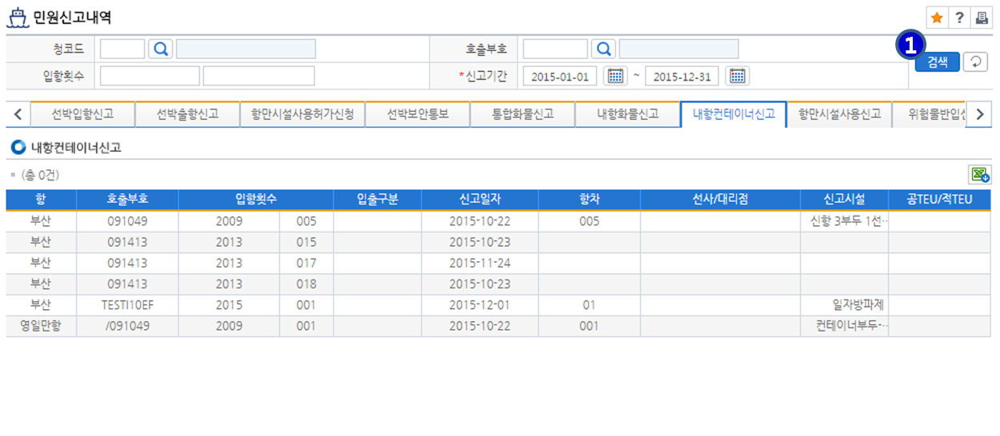 민원신고내역
?
청코드 호출부호
1
검색
입항횟수 *신고기간 2015-01-01 ~ 2015-12-31
선박입항신고 선박출항신고 항만시설사용허가신청 선박보안통보 통합화물신고 내항화물신고 내항컨테이너신고 항만시설사용신고 위험물반입신
내항컨테이너신고
(총 0건)
항 호출부호 입항횟수 입출구분 신고일자 항차 선사/대리점 신고시설 공TEU/적TEU
부산 091049 2009 005 2015-10-22 005 신항 3부두 1선··
부산 091413 2013 015 2015-10-23
부산 091413 2013 017 2015-11-24
부산 091413 2013 018 2015-10-23
부산 TESTI10EF 2015 001 2015-12-01 01 일자방파제
영일만항 /091049 2009 001 2015-10-22 001 컨테이너부두-··